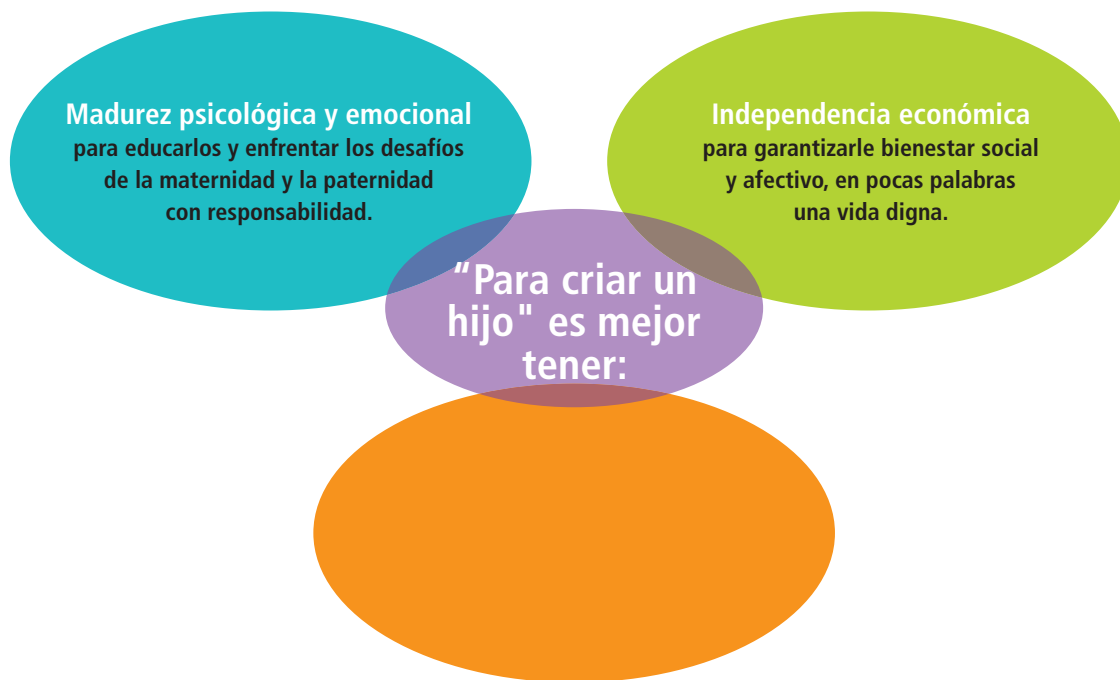 Madurez psicológica y emocional
para educarlos y enfrentar los desafíos
de la maternidad y la paternidad
con responsabilidad.
Independencia económica
para garantizarle bienestar social
y afectivo, en pocas palabras
una vida digna.
"Para criar un
hijo" es mejor
tener: